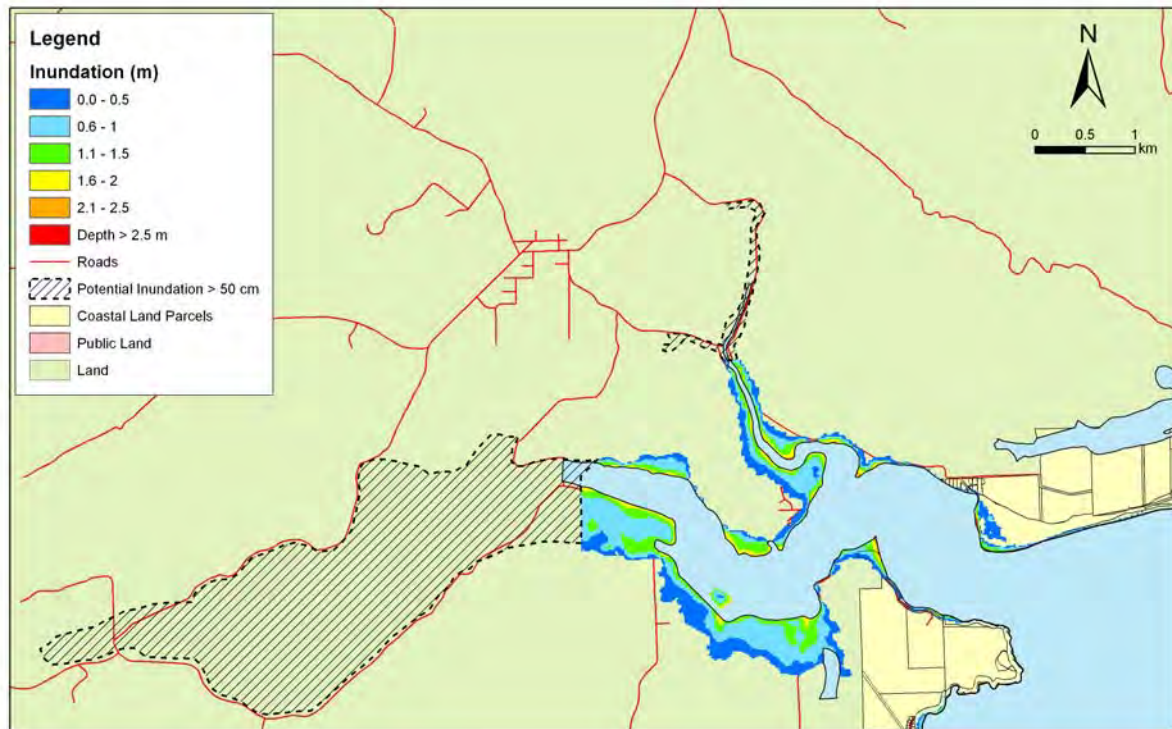 Legend
Inundation (m)
0.0 - 0.5
0.6 - 1
1.1 - 1.5
1.6 - 2
2.1 - 2.5
Depth > 2.5 m
Roads
Potential Inundation > 50 cm
Coastal Land Parcels
Public Land
Land
N
0 0.5 1
km